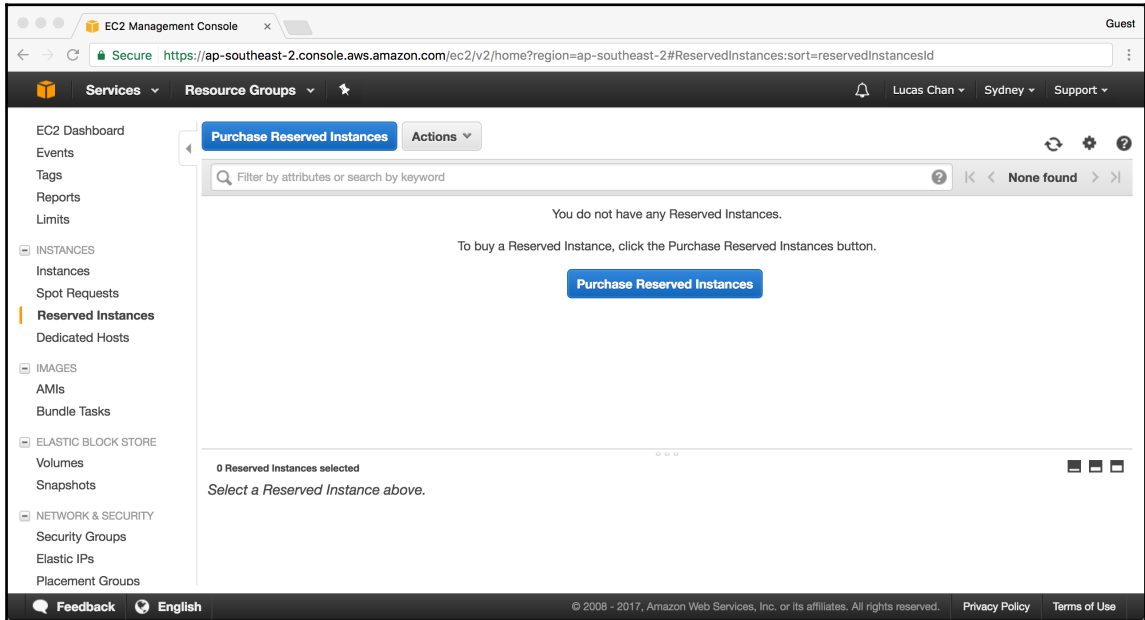 EC2 Management Console
Guest
Secure https://ap-southeast-2.console.aws.amazon.com/ec2/v2/home?region=ap-southeast-2#ReservedInstances:sort=reservedInstancesId
Services Resource Groups Lucas Chan Sydney Support
EC2 Dashboard
Events
Tags
Reports
Limits
INSTANCES
Instances
Spot Requests
Reserved Instances
Dedicated Hosts
IMAGES
AMIs
Bundle Tasks
ELASTIC BLOCK STORE
Volumes
Snapshots
NETWORK & SECURITY
Security Groups
Elastic IPs
Placement Groups
Purchase Reserved Instances Actions
Filter by attributes or search by keyword None found
You do not have any Reserved Instances.
To buy a Reserved Instance, click the Purchase Reserved Instances button.
Purchase Reserved Instances
0 Reserved Instances selected
Select a Reserved Instance above.
Feedback English © 2008 - 2017, Amazon Web Services, Inc. or its affiliates. All rights reserved. Privacy Policy Terms of Use